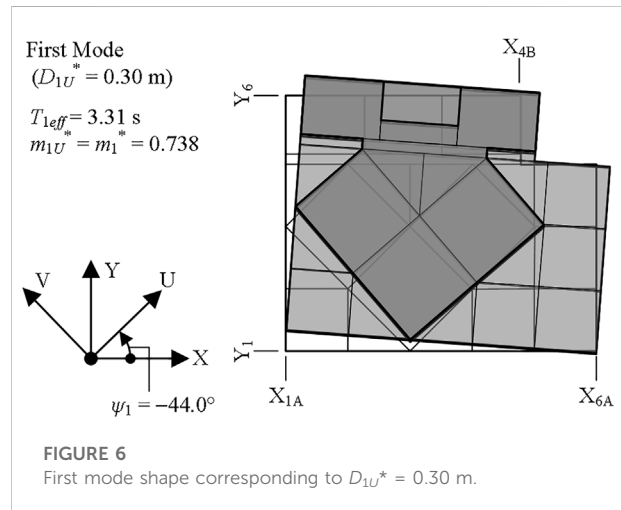 First Mode
(D1U* = 0.30 m)
T1eff = 3.31 s
m1U* = m1* = 0.738
X4B
Y6
V
Y
U
X
ψ1 = −44.0°
Y1
X1A
X6A
FIGURE 6
First mode shape corresponding to D1U* = 0.30 m.